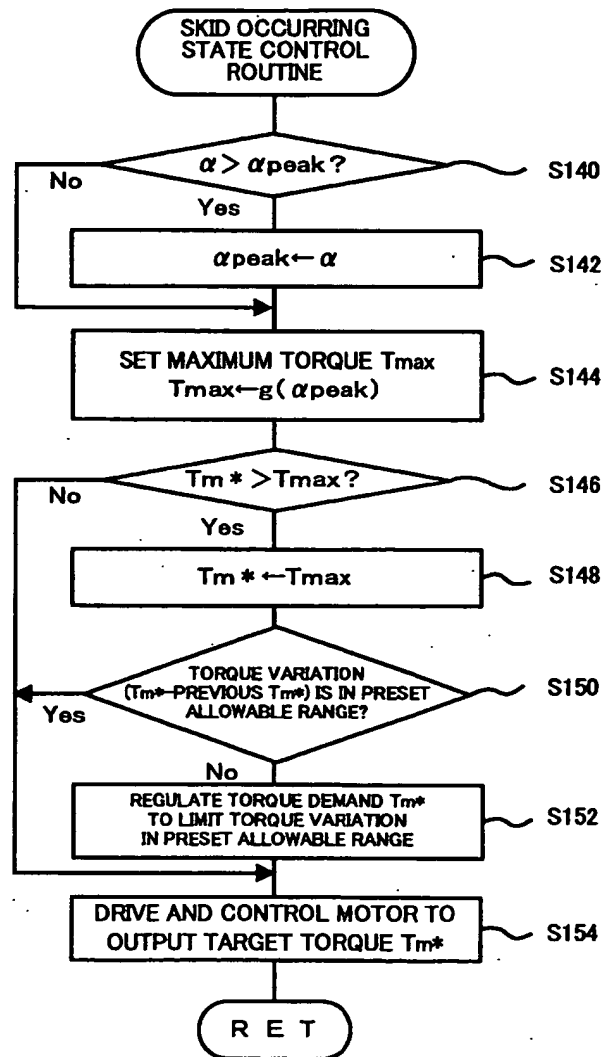 SKID OCCURRING
STATE CONTROL
ROUTINE
α > αpeak?
S140
No
Yes
αpeak←α
S142
SET MAXIMUM TORQUE Tmax
Tmax←g(αpeak)
S144
Tm* >Tmax?
S146
No
Yes
Tm* ←Tmax
S148
TORQUE VARIATION
(Tm*-PREVIOUS Tm*) IS IN PRESET
ALLOWABLE RANGE?
S150
Yes
No
REGULATE TORQUE DEMAND Tm*
TO LIMIT TORQUE VARIATION
IN PRESET ALLOWABLE RANGE
S152
DRIVE AND CONTROL MOTOR TO
OUTPUT TARGET TORQUE Tm*
S154
R E T